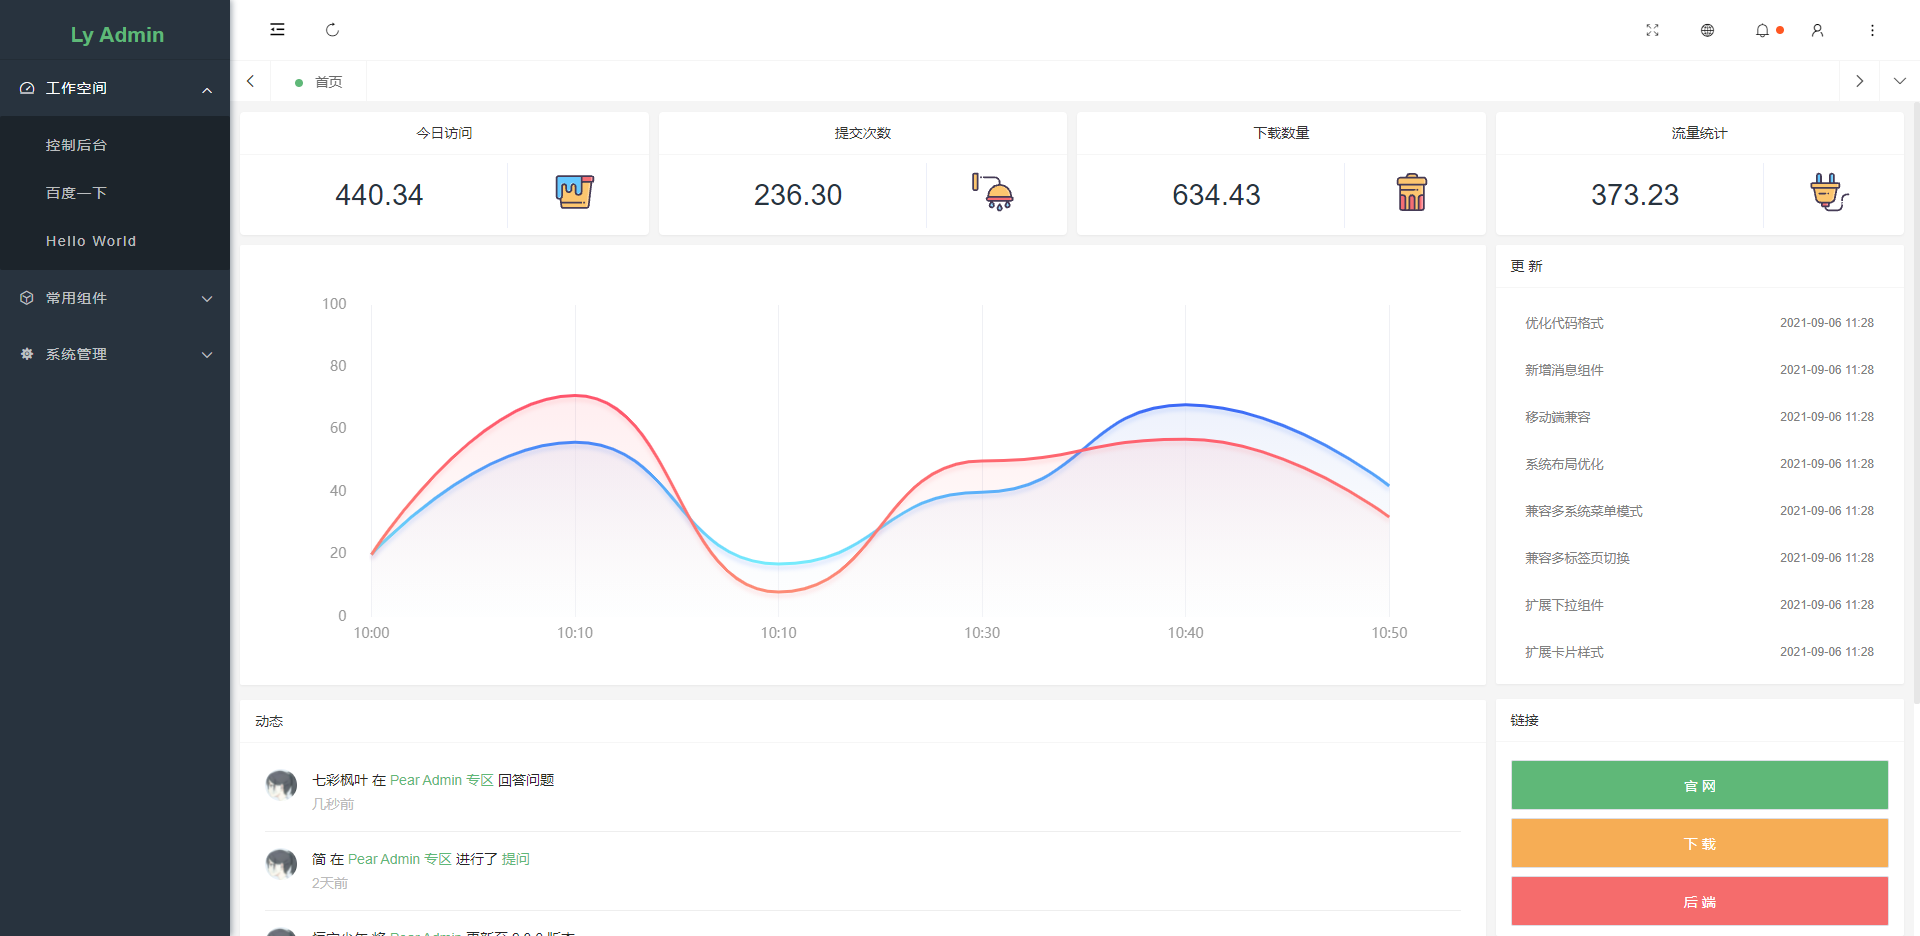 Ly Admin
工作空间
控制后台
百度一下
Hello World
常用组件
系统管理
首页
今日访问
440.34
提交次数
236.30
下载数量
634.43
流量统计
373.23
100
80
60
40
20
0
10:00 10:10 10:10 10:30 10:40 10:50
更 新
优化代码格式 2021-09-06 11:28
新增消息组件 2021-09-06 11:28
移动端兼容 2021-09-06 11:28
系统布局优化 2021-09-06 11:28
兼容多系统菜单模式 2021-09-06 11:28
兼容多标签页切换 2021-09-06 11:28
扩展下拉组件 2021-09-06 11:28
扩展卡片样式 2021-09-06 11:28
动态
七彩枫叶 在 Pear Admin 专区 回答问题
几秒前
简 在 Pear Admin 专区 进行了 提问
2天前
Pear Admin
链接
官 网
下 载
后 端